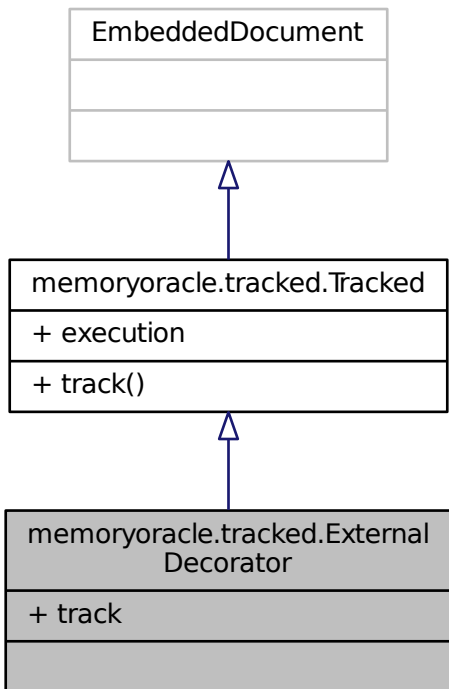 EmbeddedDocument
memoryoracle.tracked.Tracked
+ execution
+ track()
memoryoracle.tracked.External
Decorator
+ track